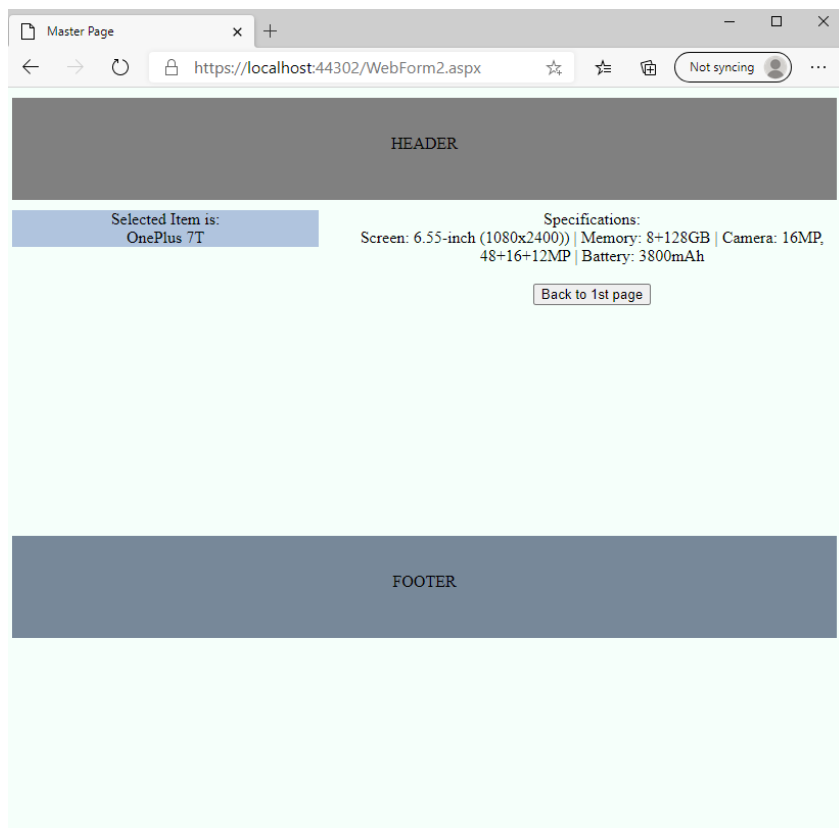 Master Page
https://localhost:44302/WebForm2.aspx
Not syncing
HEADER
Selected Item is:
OnePlus 7T
Specifications:
Screen: 6.55-inch (1080x2400)) | Memory: 8+128GB | Camera: 16MP,
48+16+12MP | Battery: 3800mAh
Back to 1st page
FOOTER